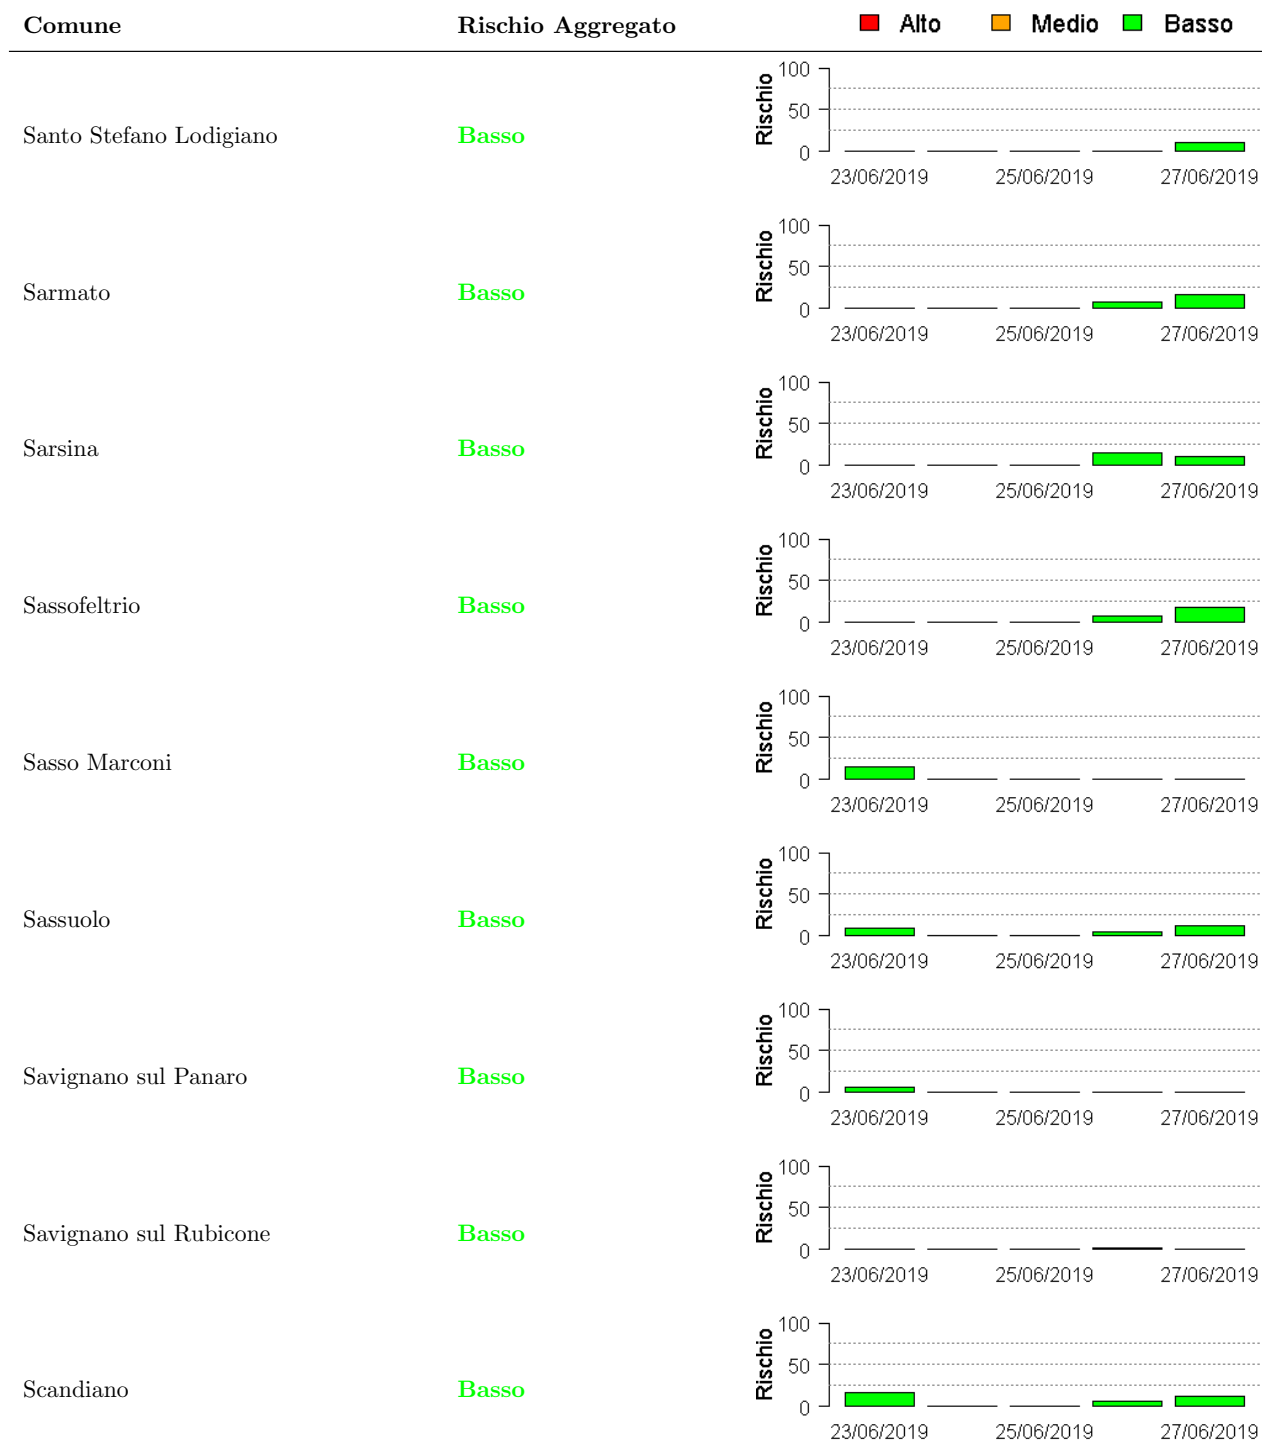 Comune Rischio Aggregato Alto Medio Basso
Santo Stefano Lodigiano Basso Rischio 100 50 0
23/06/2019 25/06/2019 27/06/2019
Sarmato Basso Rischio 100 50 0
23/06/2019 25/06/2019 27/06/2019
Sarsina Basso Rischio 100 50 0
23/06/2019 25/06/2019 27/06/2019
Sassofeltrio Basso Rischio 100 50 0
23/06/2019 25/06/2019 27/06/2019
Sasso Marconi Basso Rischio 100 50 0
23/06/2019 25/06/2019 27/06/2019
Sassuolo Basso Rischio 100 50 0
23/06/2019 25/06/2019 27/06/2019
Savignano sul Panaro Basso Rischio 100 50 0
23/06/2019 25/06/2019 27/06/2019
Savignano sul Rubicone Basso Rischio 100 50 0
23/06/2019 25/06/2019 27/06/2019
Scandiano Basso Rischio 100 50 0
23/06/2019 25/06/2019 27/06/2019